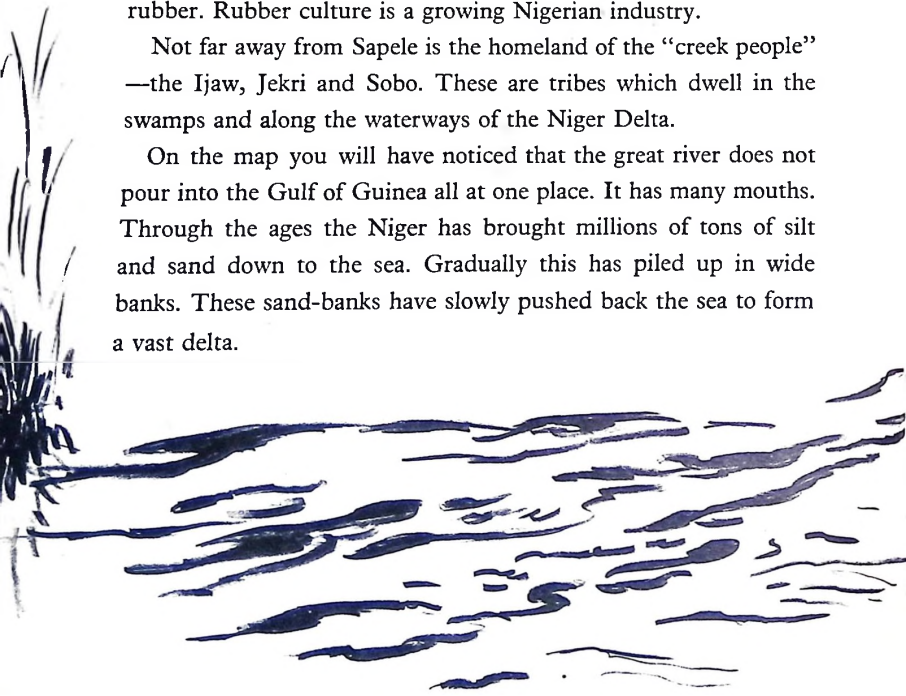 rubber. Rubber culture is a growing Nigerian industry.
Not far away from Sapele is the homeland of the “creek people”
—the Ijaw, Jekri and Sobo. These are tribes which dwell in the
swamps and along the waterways of the Niger Delta.
On the map you will have noticed that the great river does not
pour into the Gulf of Guinea all at one place. It has many mouths.
Through the ages the Niger has brought millions of tons of silt
and sand down to the sea. Gradually this has piled up in wide
banks. These sand-banks have slowly pushed back the sea to form
a vast delta.